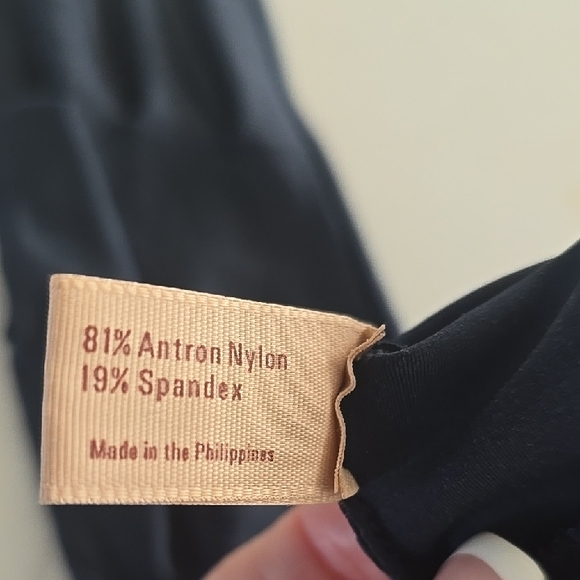 81% Antron Nylon
19% Spandex
Made in the Philippines